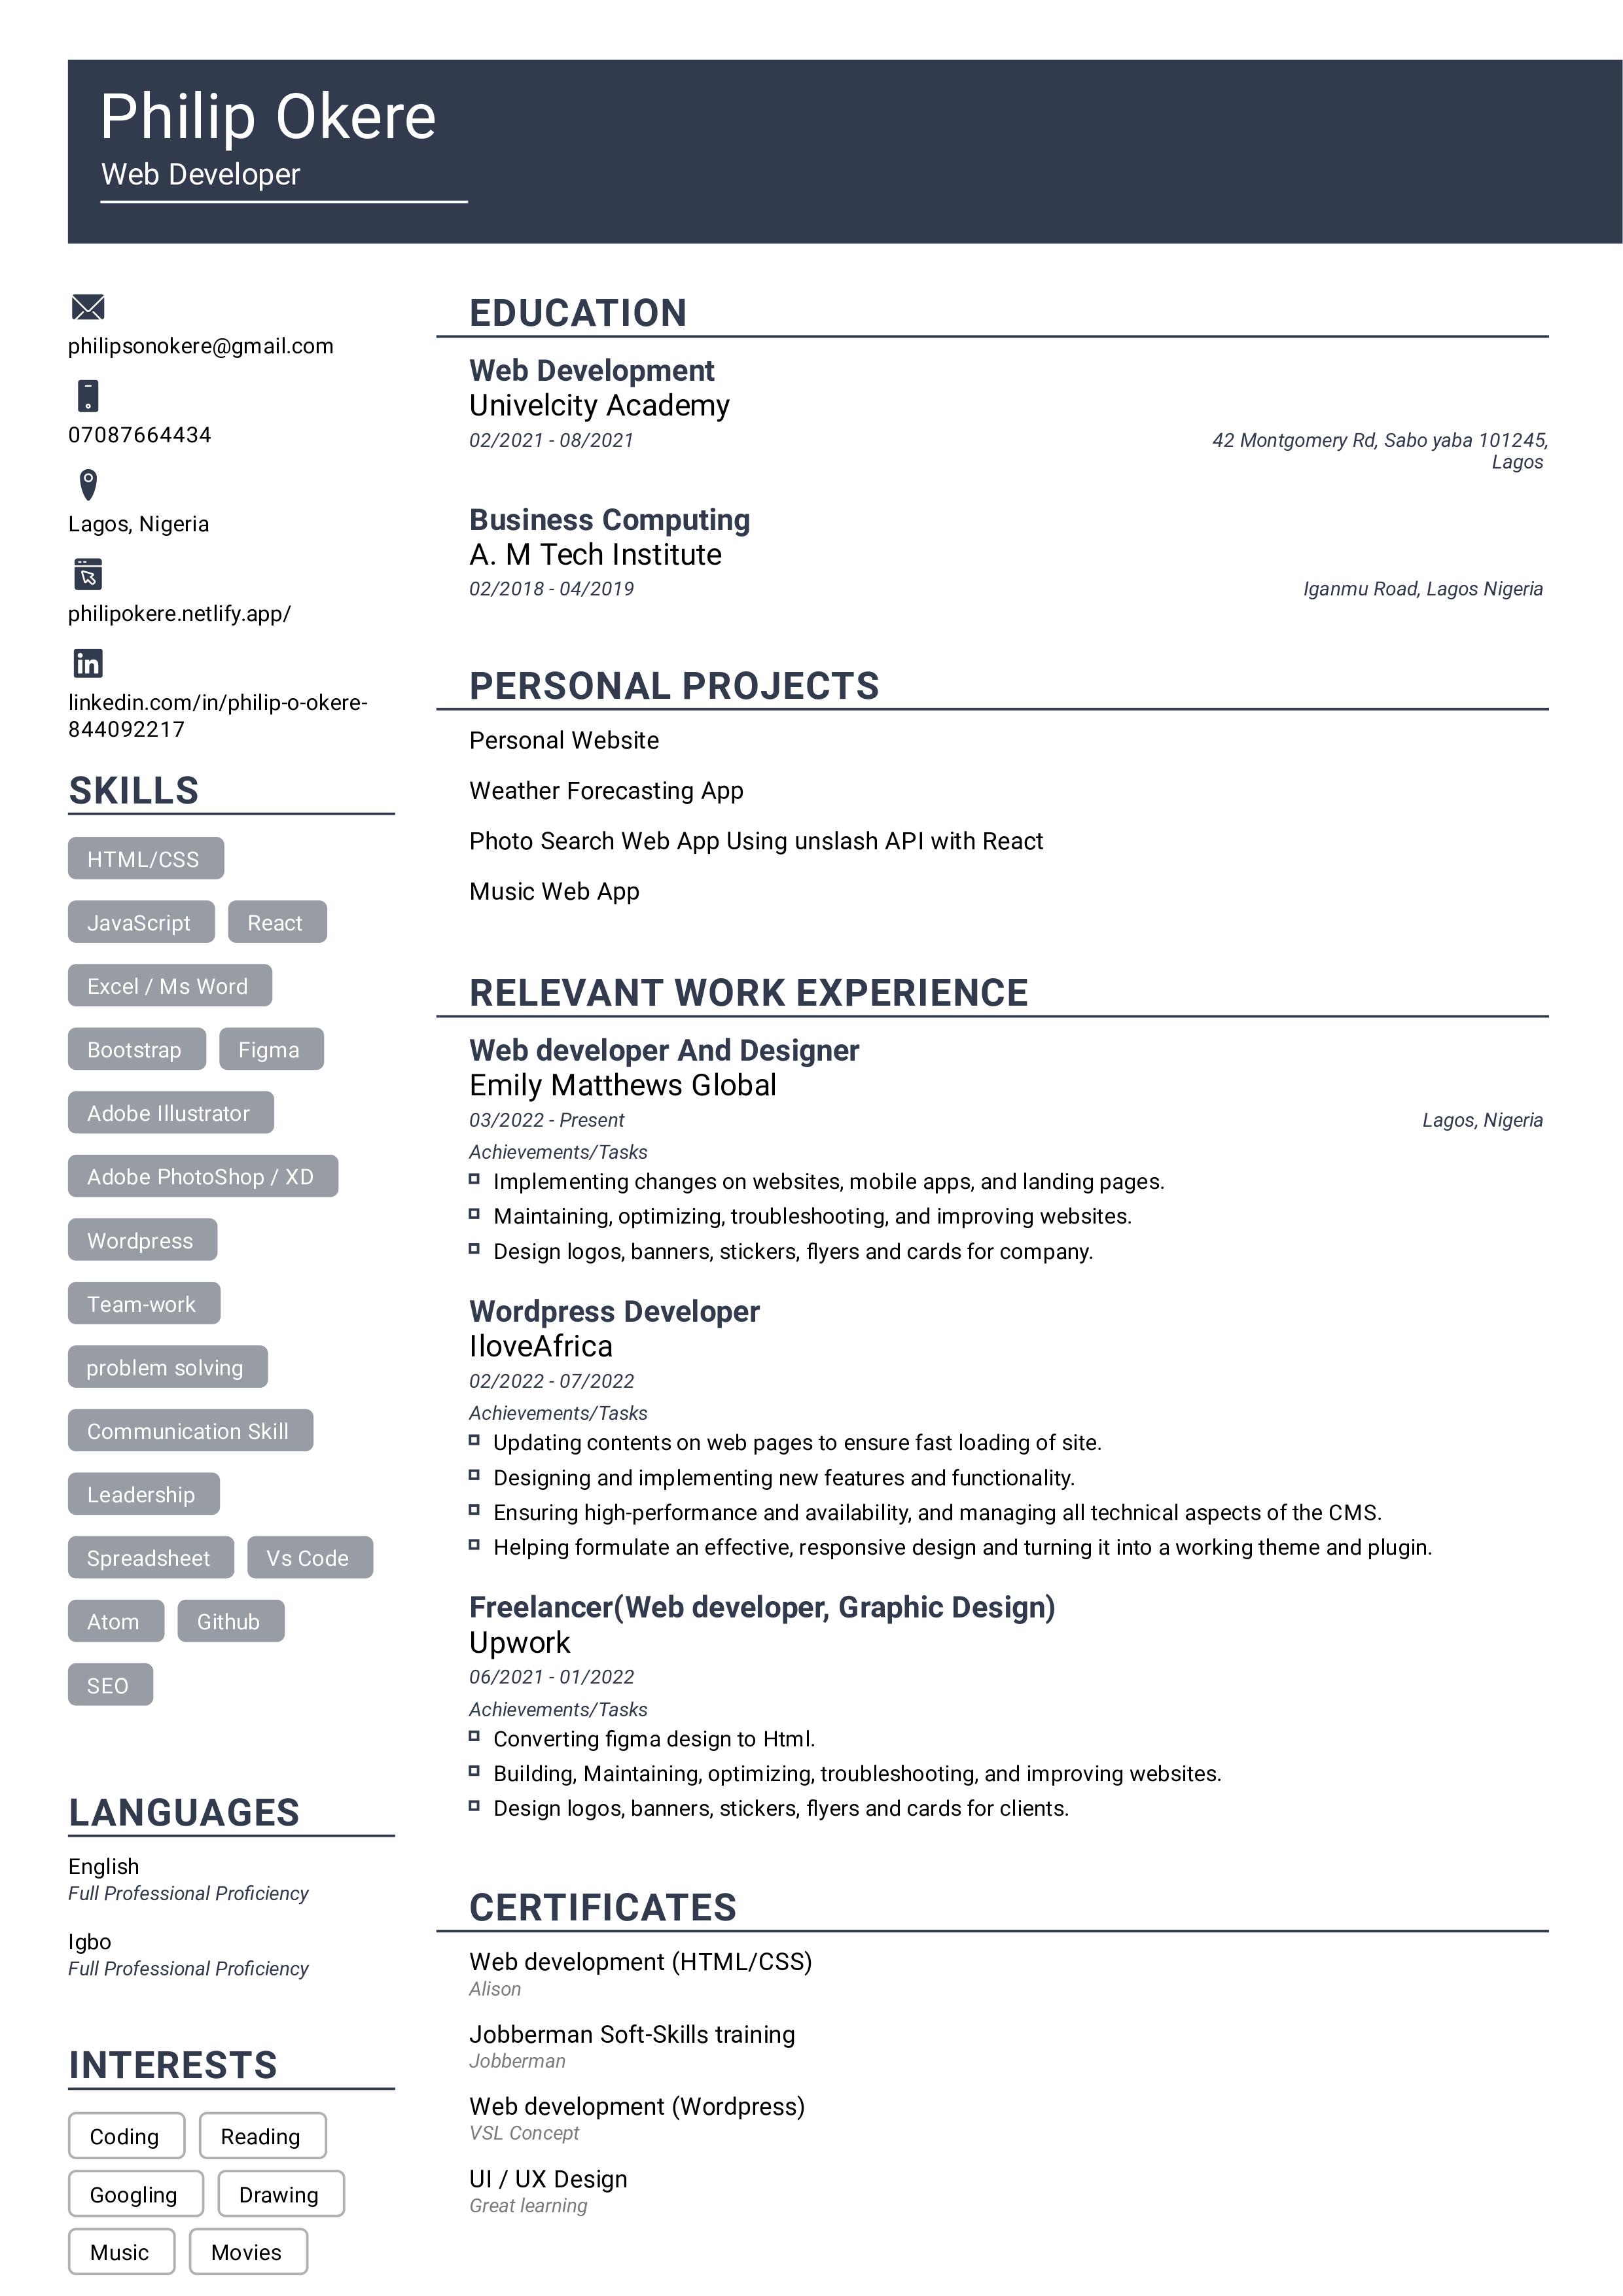 Philip Okere
Web Developer
philipsonokere@gmail.com
07087664434
Lagos, Nigeria
philipokere.netlify.app/
linkedin.com/in/philip-o-okere-
844092217
SKILLS
HTML/CSS
JavaScript React
Excel / Ms Word
Bootstrap Figma
Adobe Illustrator
Adobe PhotoShop / XD
Wordpress
Team-work
problem solving
Communication Skill
Leadership
Spreadsheet Vs Code
Atom Github
SEO
LANGUAGES
English
Full Professional Proficiency
Igbo
Full Professional Proficiency
INTERESTS
Coding Reading
Googling Drawing
Music Movies
EDUCATION
Web Development
Univelcity Academy
02/2021 - 08/2021 42 Montgomery Rd, Sabo yaba 101245,
Lagos
Business Computing
A. M Tech Institute
02/2018 - 04/2019 Iganmu Road, Lagos Nigeria
PERSONAL PROJECTS
Personal Website
Weather Forecasting App
Photo Search Web App Using unslash API with React
Music Web App
RELEVANT WORK EXPERIENCE
Web developer And Designer
Emily Matthews Global
03/2022 - Present Lagos, Nigeria
Achievements/Tasks
Implementing changes on websites, mobile apps, and landing pages.
Maintaining, optimizing, troubleshooting, and improving websites.
Design logos, banners, stickers, flyers and cards for company.
Wordpress Developer
IloveAfrica
02/2022 - 07/2022
Achievements/Tasks
Updating contents on web pages to ensure fast loading of site.
Designing and implementing new features and functionality.
Ensuring high-performance and availability, and managing all technical aspects of the CMS.
Helping formulate an effective, responsive design and turning it into a working theme and plugin.
Freelancer(Web developer, Graphic Design)
Upwork
06/2021 - 01/2022
Achievements/Tasks
Converting figma design to Html.
Building, Maintaining, optimizing, troubleshooting, and improving websites.
Design logos, banners, stickers, flyers and cards for clients.
CERTIFICATES
Web development (HTML/CSS)
Alison
Jobberman Soft-Skills training
Jobberman
Web development (Wordpress)
VSL Concept
UI / UX Design
Great learning